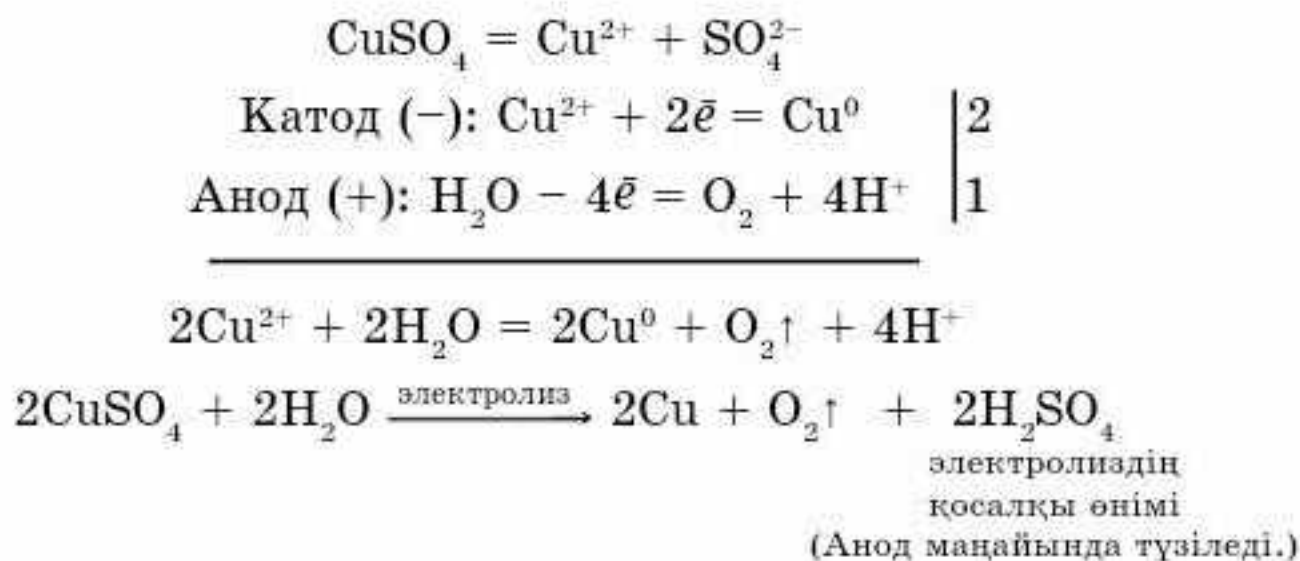 CuSO₄ = Cu²⁺ + SO₄²⁻
Катод (−): Cu²⁺ + 2ē = Cu⁰ | 2
Анод (+): H₂O − 4ē = O₂ + 4H⁺ | 1
2Cu²⁺ + 2H₂O = 2Cu⁰ + O₂↑ + 4H⁺
2CuSO₄ + 2H₂O электролиз → 2Cu + O₂↑ + 2H₂SO₄
электролиздің
қосалқы өнімі
(Анод маңайында түзіледі.)